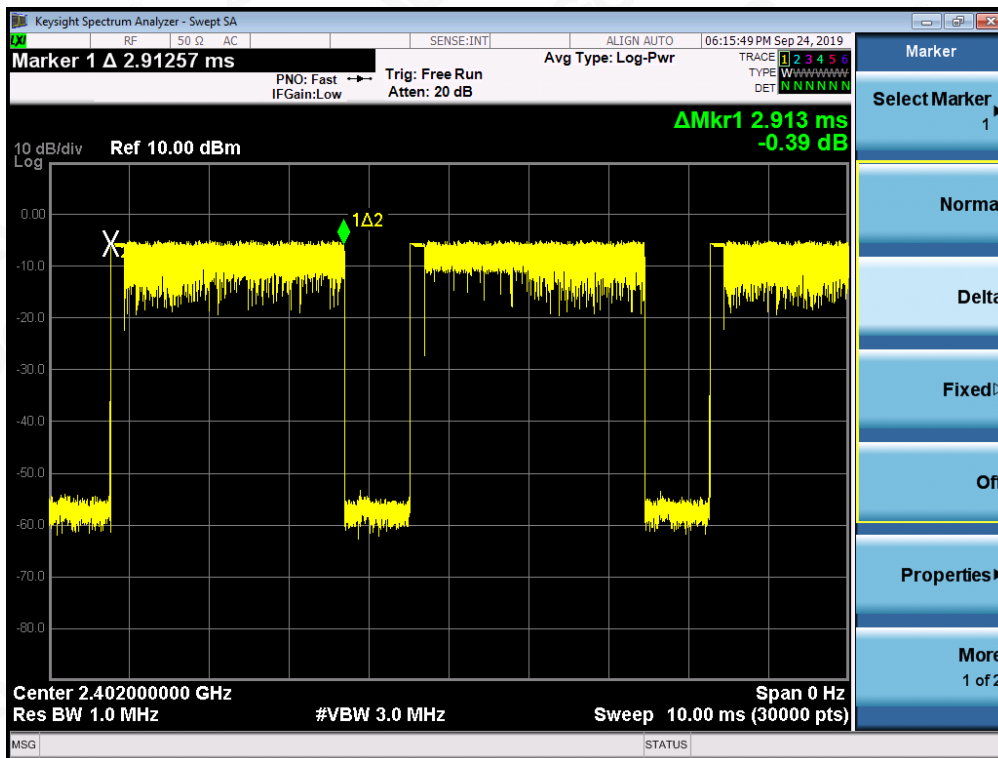 Keysight Spectrum Analyzer - Swept SA
LXI RF 50 Ω AC SENSE:INT ALIGN AUTO 06:15:49 PM Sep 24, 2019
Marker 1 Δ 2.91257 ms
PNO: Fast
IFGain:Low
Trig: Free Run
Atten: 20 dB
Avg Type: Log-Pwr
TRACE 1 2 3 4 5 6
TYPE WWWWWW
DET N N N N N N
ΔMkr1 2.913 ms
-0.39 dB
10 dB/div Ref 10.00 dBm
Log
0.00
-10.0
-20.0
-30.0
-40.0
-50.0
-60.0
-70.0
-80.0
1Δ2
Center 2.402000000 GHz Span 0 Hz
Res BW 1.0 MHz #VBW 3.0 MHz Sweep 10.00 ms (30000 pts)
MSG STATUS
Marker
Select Marker
1
Norma
Delta
Fixed
Off
Properties
More
1 of 2